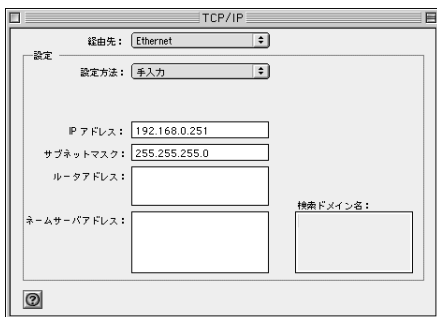 TCP/IP
経由先： Ethernet
設定
設定方法： 手入力
IP アドレス： 192.168.0.251
サブネットマスク： 255.255.255.0
ルータアドレス：
検索ドメイン名：
ネームサーバアドレス：
?